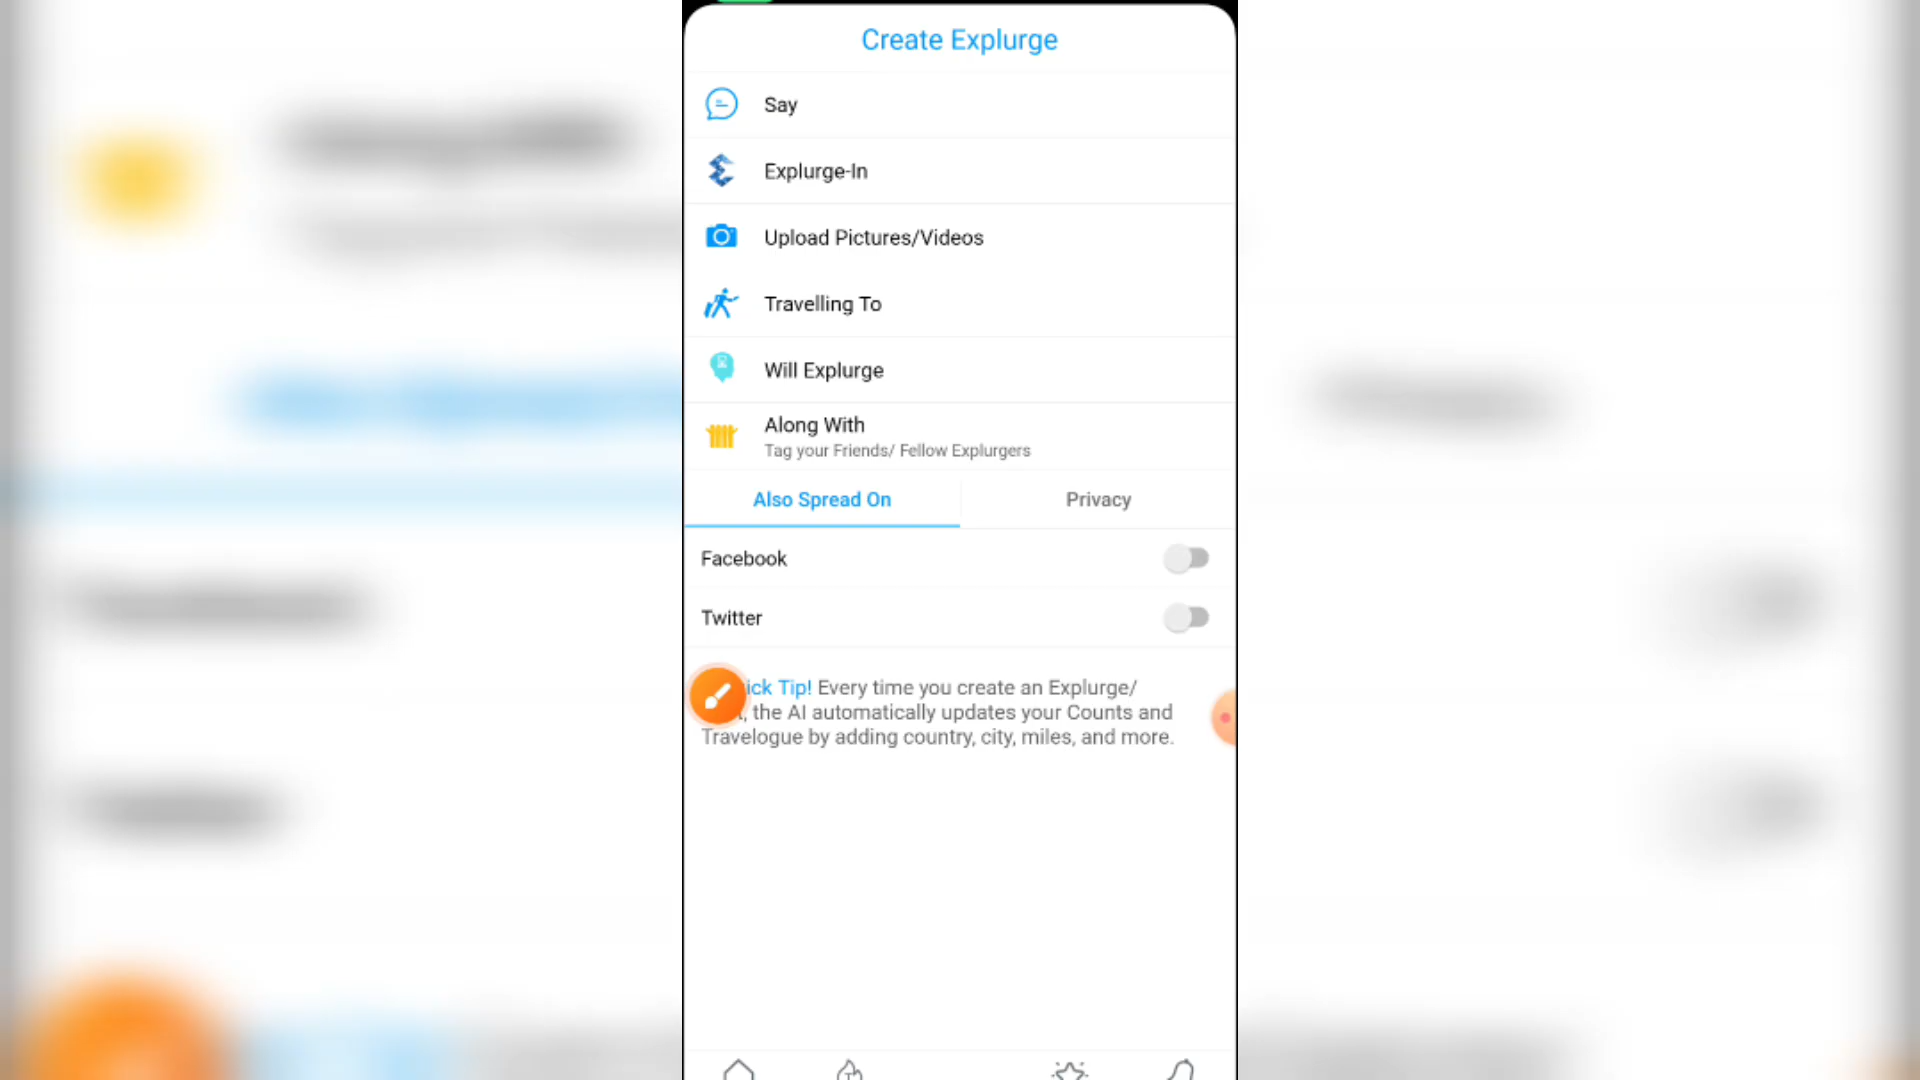 Create Explurge
Say
Explurge-In
Upload Pictures/Videos
Travelling To
Will Explurge
Along With
Tag your Friends/ Fellow Explurgers
Also Spread On
Privacy
Facebook
Twitter
ick Tip! Every time you create an Explurge/
, the AI automatically updates your Counts and
Travelogue by adding country, city, miles, and more.